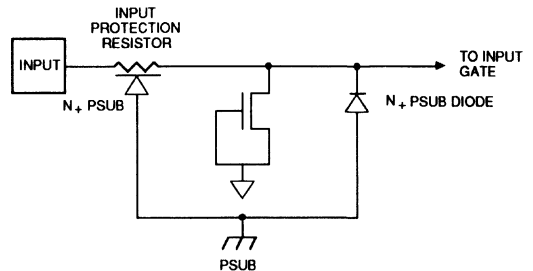 INPUT
PROTECTION
RESISTOR
INPUT
TO INPUT
GATE
N+ PSUB
N+ PSUB DIODE
PSUB